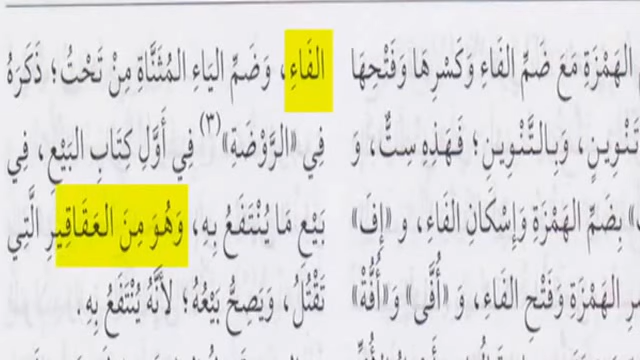 الهَمْزَةِ مَعَ ضَمِّ الفَاءِ وَكَسْرِهَا وَفَتْحِهَا
تَنْوِينٍ، وَبِالتَّنْوِينِ؛ فَهَذِهِ سِتٌّ، وَ
بِضَمِّ الهَمْزَةِ وَإِسْكَانِ الفَاءِ، وَ «إِفَ»
الهَمْزَةِ وَفَتْحِ الفَاءِ، وَ «أُفَّى» وَ«أُفَّةْ»
الفَاءِ، وَضَمِّ اليَاءِ المُثَنَّاةِ مِنْ تَحْتُ؛ ذَكَرَهُ
فِي «الرَّوْضَةِ»(٣) فِي أَوَّلِ كِتَابِ البَيْعِ، فِي
بَيْعِ مَا يُنْتَفَعُ بِهِ، وَهُوَ مِنَ العَقَاقِيرِ الَّتِي
تَقْتُلُ، وَيَصِحُّ بَيْعُهُ؛ لِأَنَّهُ يُنْتَفَعُ بِهِ.